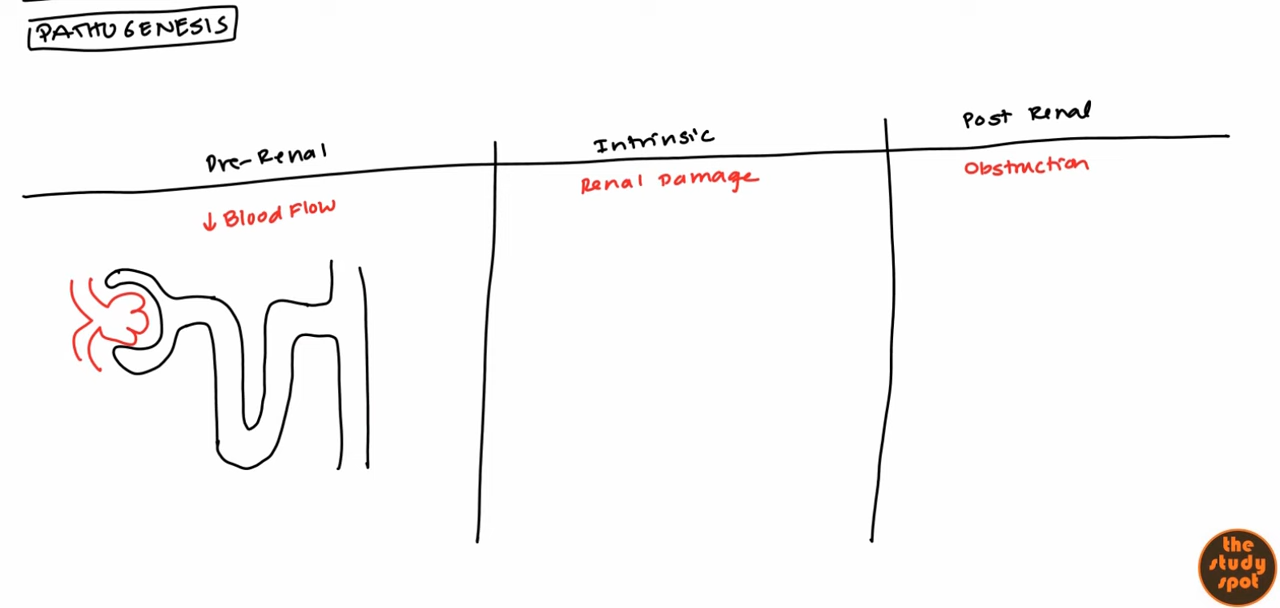 PATHOGENESIS
Pre-Renal
Intrinsic
Post Renal
↓ Blood Flow
Renal Damage
Obstruction
the
study
spot